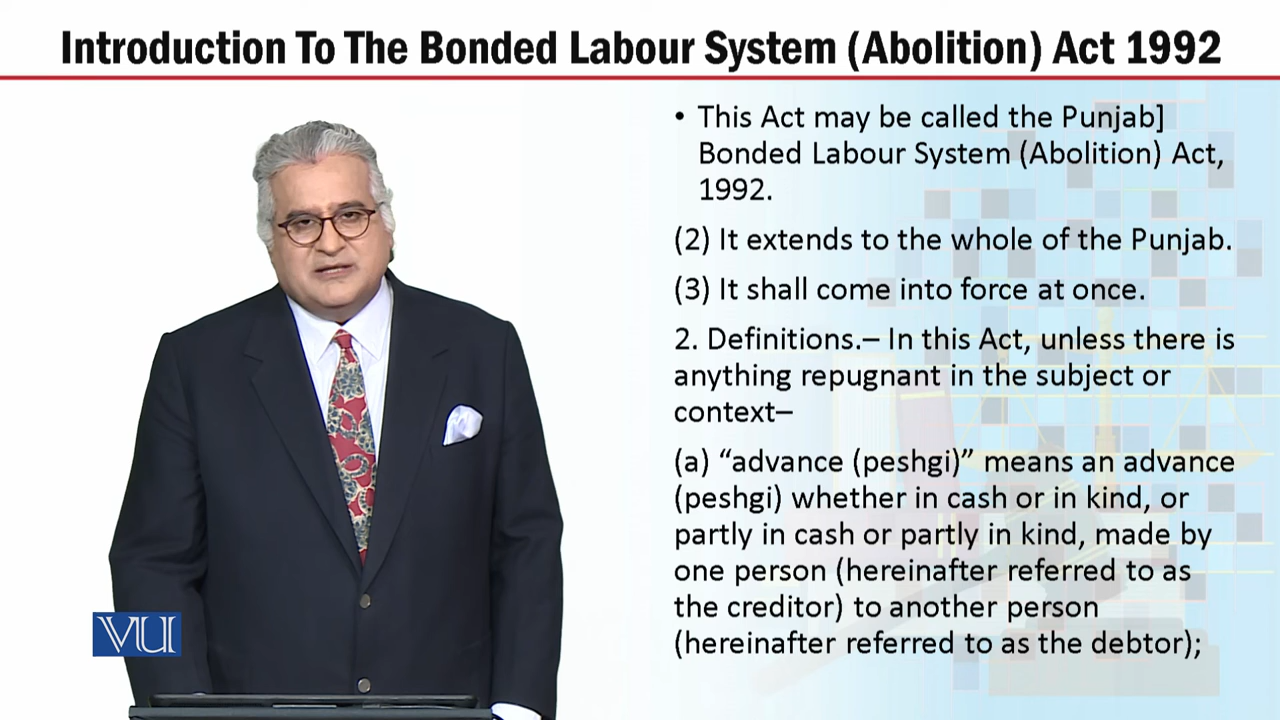 Introduction To The Bonded Labour System (Abolition) Act 1992
• This Act may be called the Punjab]
Bonded Labour System (Abolition) Act,
1992.
(2) It extends to the whole of the Punjab.
(3) It shall come into force at once.
2. Definitions.– In this Act, unless there is
anything repugnant in the subject or
context–
(a) “advance (peshgi)” means an advance
(peshgi) whether in cash or in kind, or
partly in cash or partly in kind, made by
one person (hereinafter referred to as
the creditor) to another person
(hereinafter referred to as the debtor);
VU